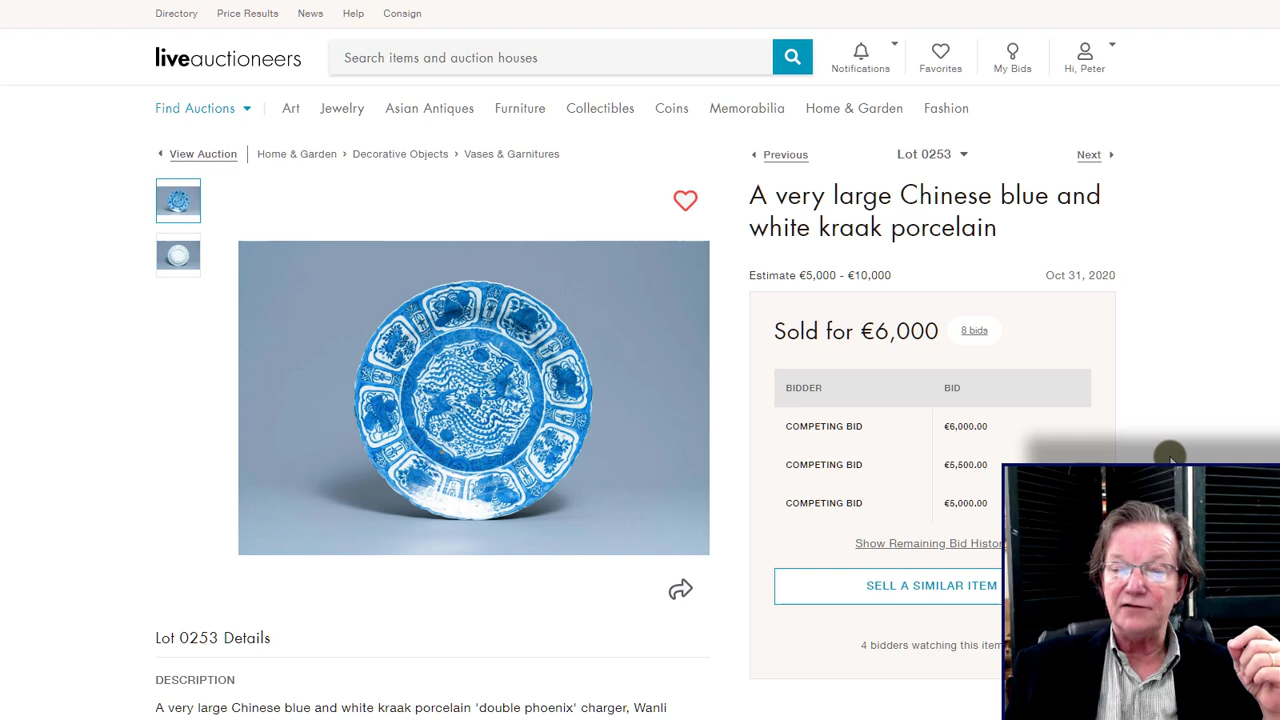 Directory Price Results News Help Consign
liveauctioneers
Search items and auction houses
Notifications Favorites My Bids Hi, Peter
Find Auctions Art Jewelry Asian Antiques Furniture Collectibles Coins Memorabilia Home & Garden Fashion
View Auction Home & Garden › Decorative Objects › Vases & Garnitures
Previous Lot 0253 Next
A very large Chinese blue and
white kraak porcelain
Estimate €5,000 - €10,000 Oct 31, 2020
Sold for €6,000 8 bids
BIDDER BID
COMPETING BID €6,000.00
COMPETING BID €5,500.00
COMPETING BID €5,000.00
Show Remaining Bid Histor
SELL A SIMILAR ITEM
4 bidders watching this item
Lot 0253 Details
DESCRIPTION
A very large Chinese blue and white kraak porcelain 'double phoenix' charger, Wanli